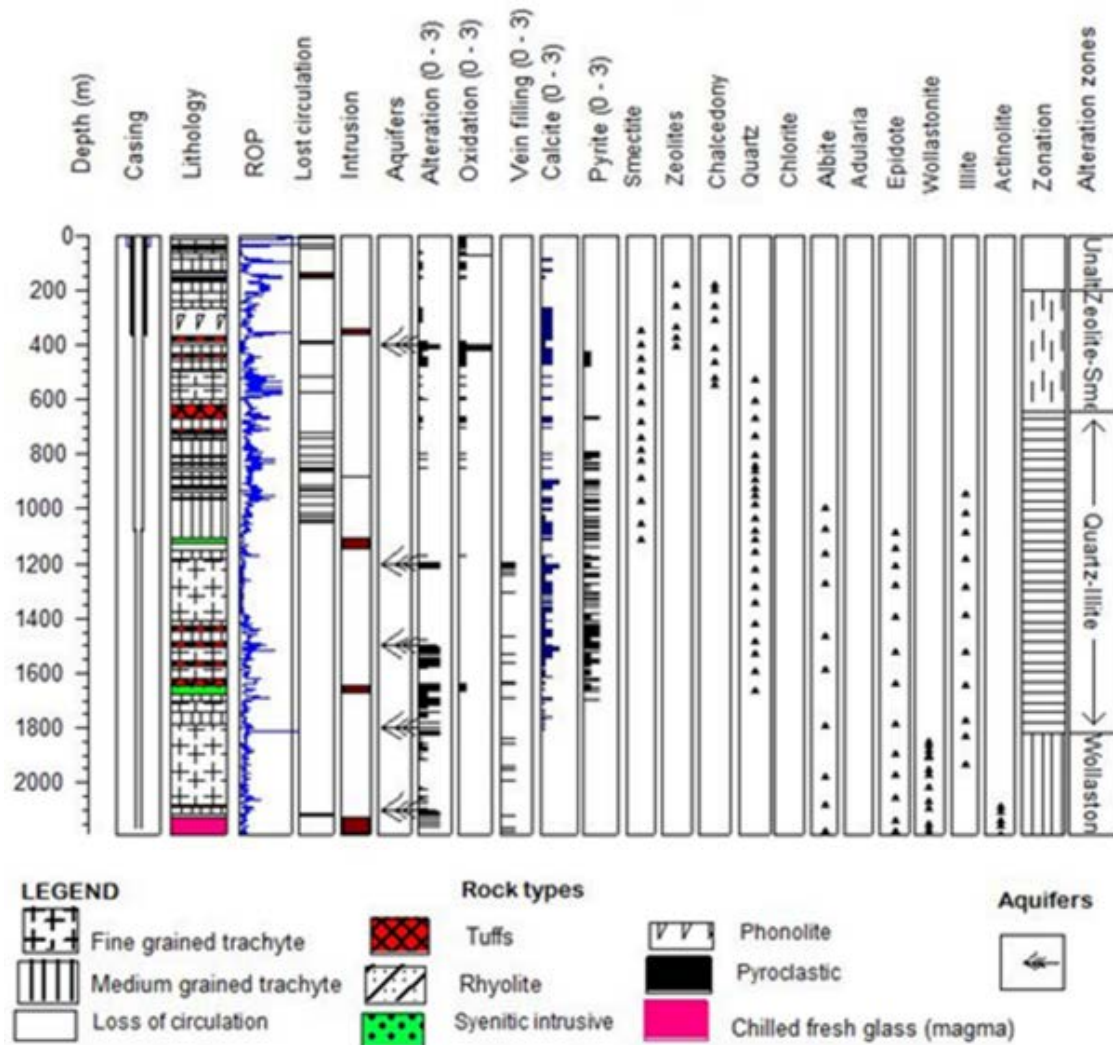 Depth (m)
Casing
Lithology
ROP
Lost circulation
Intrusion
Aquifers
Alteration (0 - 3)
Oxidation (0 - 3)
Vein filling (0 - 3)
Calcite (0 - 3)
Pyrite (0 - 3)
Smectite
Zeolites
Chalcedony
Quartz
Chlorite
Albite
Adularia
Epidote
Wollastonite
Illite
Actinolite
Zonation
Alteration zones
0
200
400
600
800
1000
1200
1400
1600
1800
2000
Unalt
Zeolite-Sme
Quartz-Illite
Wollaston
LEGEND
Rock types
Aquifers
Fine grained trachyte
Tuffs
Phonolite
Medium grained trachyte
Rhyolite
Pyroclastic
Loss of circulation
Syenitic intrusive
Chilled fresh glass (magma)